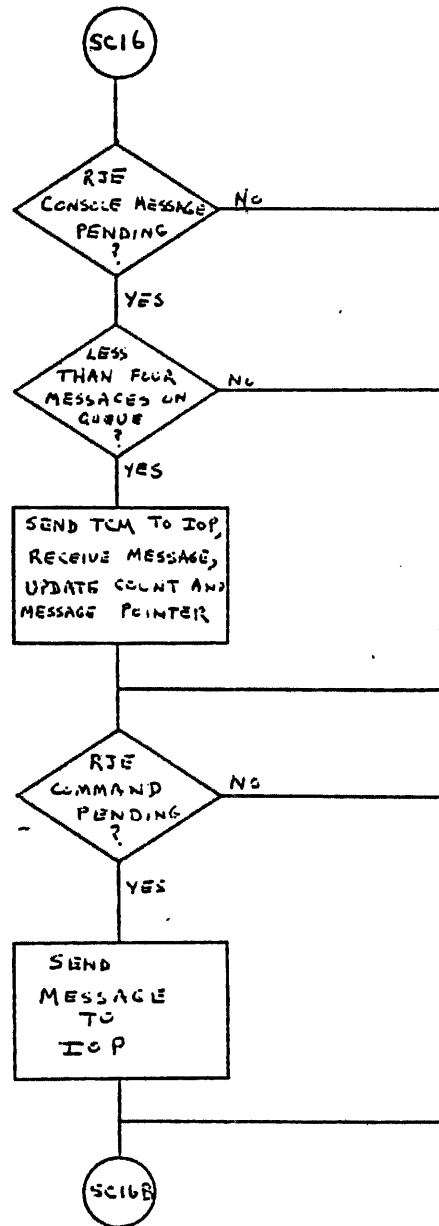 SC16
RJE
CONSOLE MESSAGE
PENDING
?
NO
YES
LESS
THAN FOUR
MESSAGES ON
QUEUE
?
NO
YES
SEND TCM TO IOP,
RECEIVE MESSAGE,
UPDATE COUNT AND
MESSAGE POINTER
RJE
COMMAND
PENDING
?
NO
YES
SEND
MESSAGE
TO
IOP
SC16B